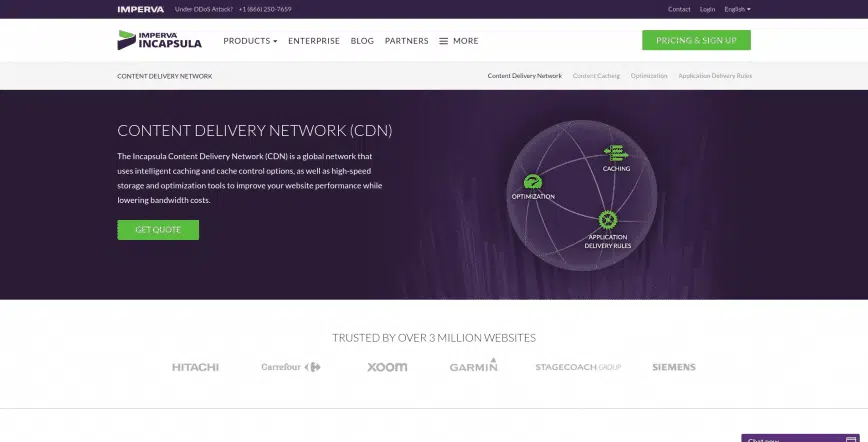 IMPERVA Under DDoS Attack? +1 (866) 250-7659 Contact Login English
IMPERVA
INCAPSULA
PRODUCTS ENTERPRISE BLOG PARTNERS MORE PRICING & SIGN UP
CONTENT DELIVERY NETWORK Content Delivery Network Content Caching Optimization Application Delivery Rules
CONTENT DELIVERY NETWORK (CDN)
The Incapsula Content Delivery Network (CDN) is a global network that
uses intelligent caching and cache control options, as well as high-speed
storage and optimization tools to improve your website performance while
lowering bandwidth costs.
GET QUOTE
CACHING
OPTIMIZATION
APPLICATION
DELIVERY RULES
TRUSTED BY OVER 3 MILLION WEBSITES
HITACHI Carrefour XOOM GARMIN STAGECOACH GROUP SIEMENS
Chat now